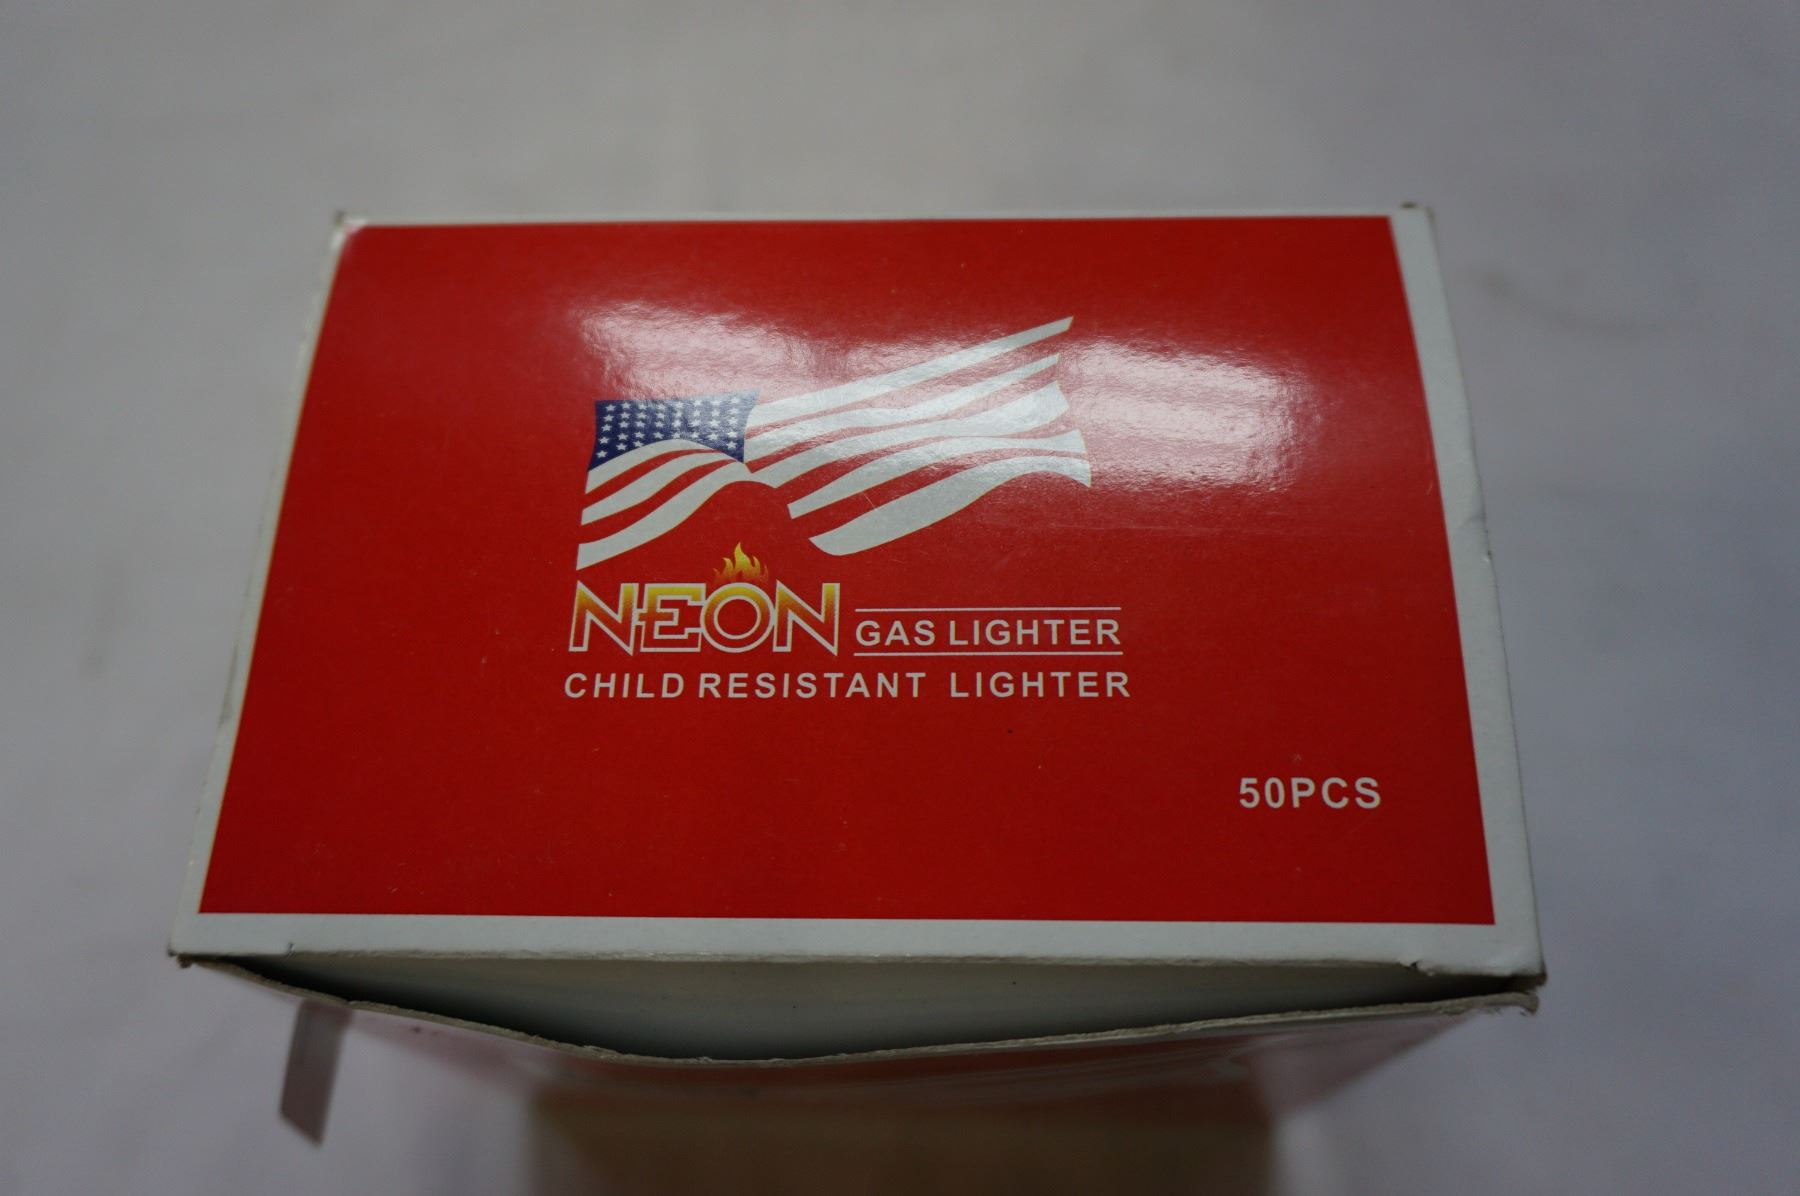 NEON GAS LIGHTER
CHILD RESISTANT LIGHTER
50PCS